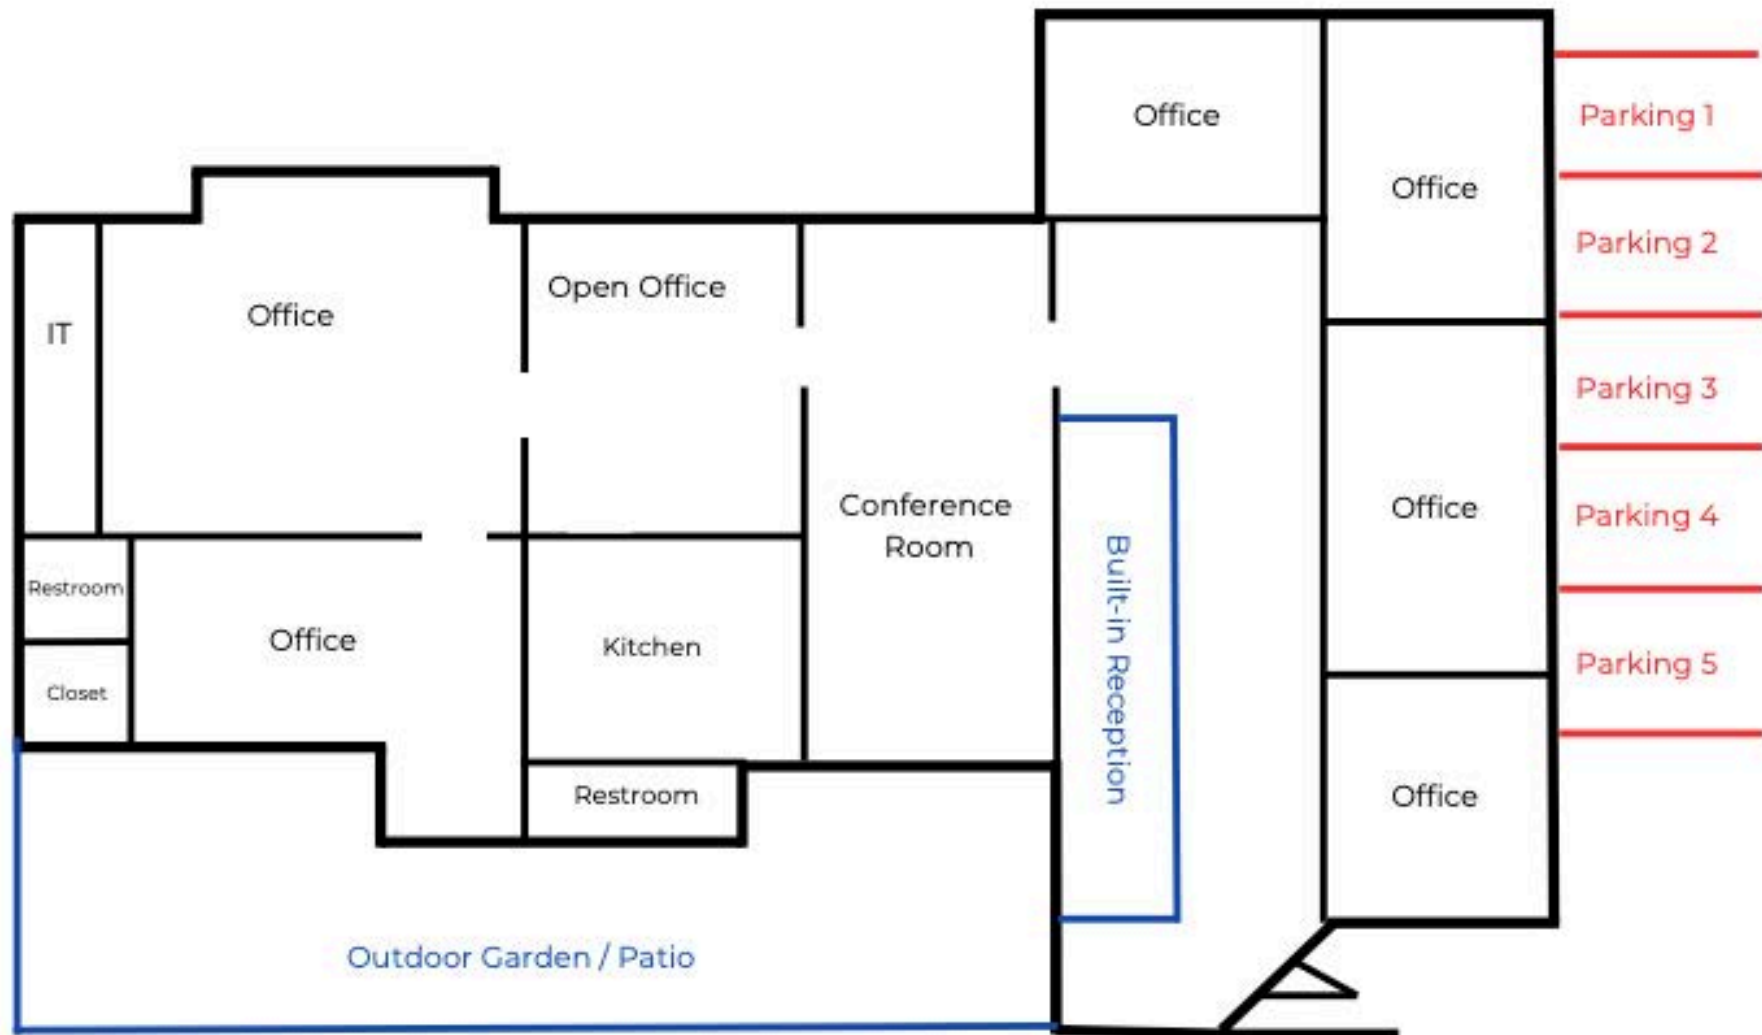 Office
Office
Parking 1
Parking 2
Parking 3
Parking 4
Parking 5
IT
Office
Open Office
Conference
Room
Built-in Reception
Office
Restroom
Closet
Office
Kitchen
Restroom
Office
Outdoor Garden / Patio